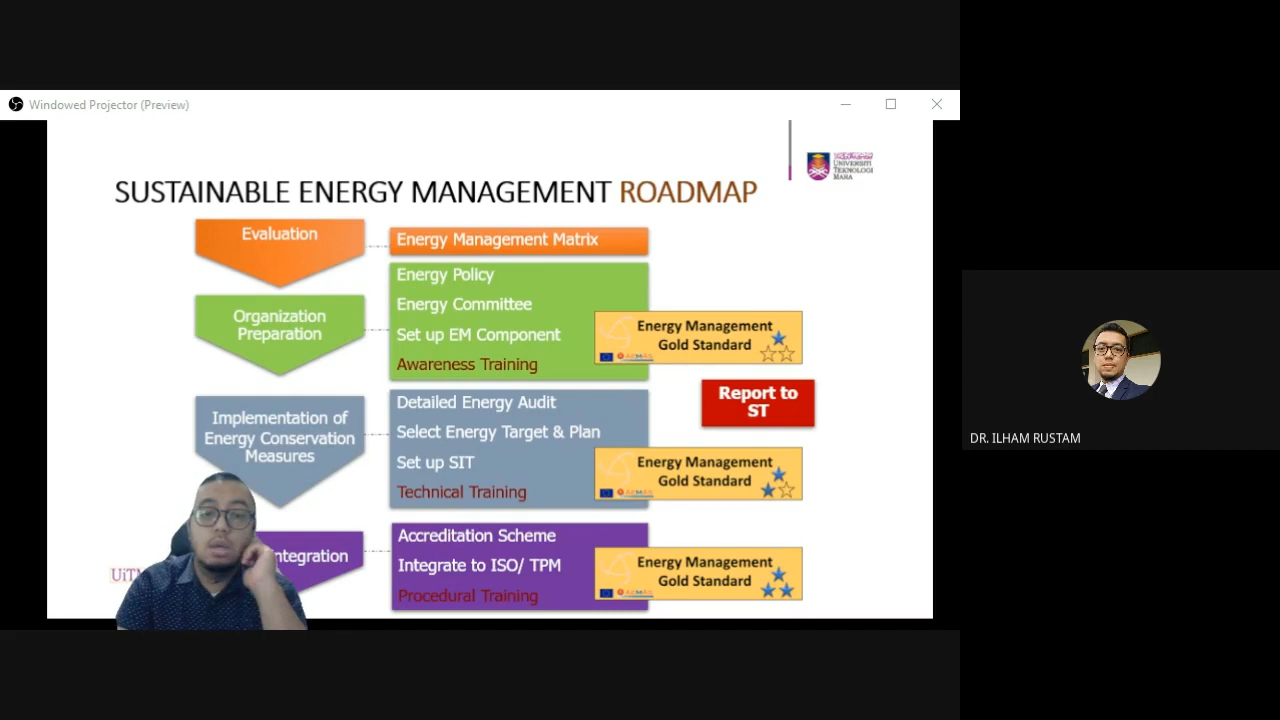 Windowed Projector (Preview)
UNIVERSITI
TEKNOLOGI
MARA
SUSTAINABLE ENERGY MANAGEMENT ROADMAP
Evaluation
Energy Management Matrix
Organization
Preparation
Energy Policy
Energy Committee
Set up EM Component
Awareness Training
Energy Management
Gold Standard
Report to
ST
Implementation of
Energy Conservation
Measures
Detailed Energy Audit
Select Energy Target & Plan
Set up SIT
Technical Training
Energy Management
Gold Standard
ntegration
Accreditation Scheme
Integrate to ISO/ TPM
Procedural Training
Energy Management
Gold Standard
UiT
DR. ILHAM RUSTAM